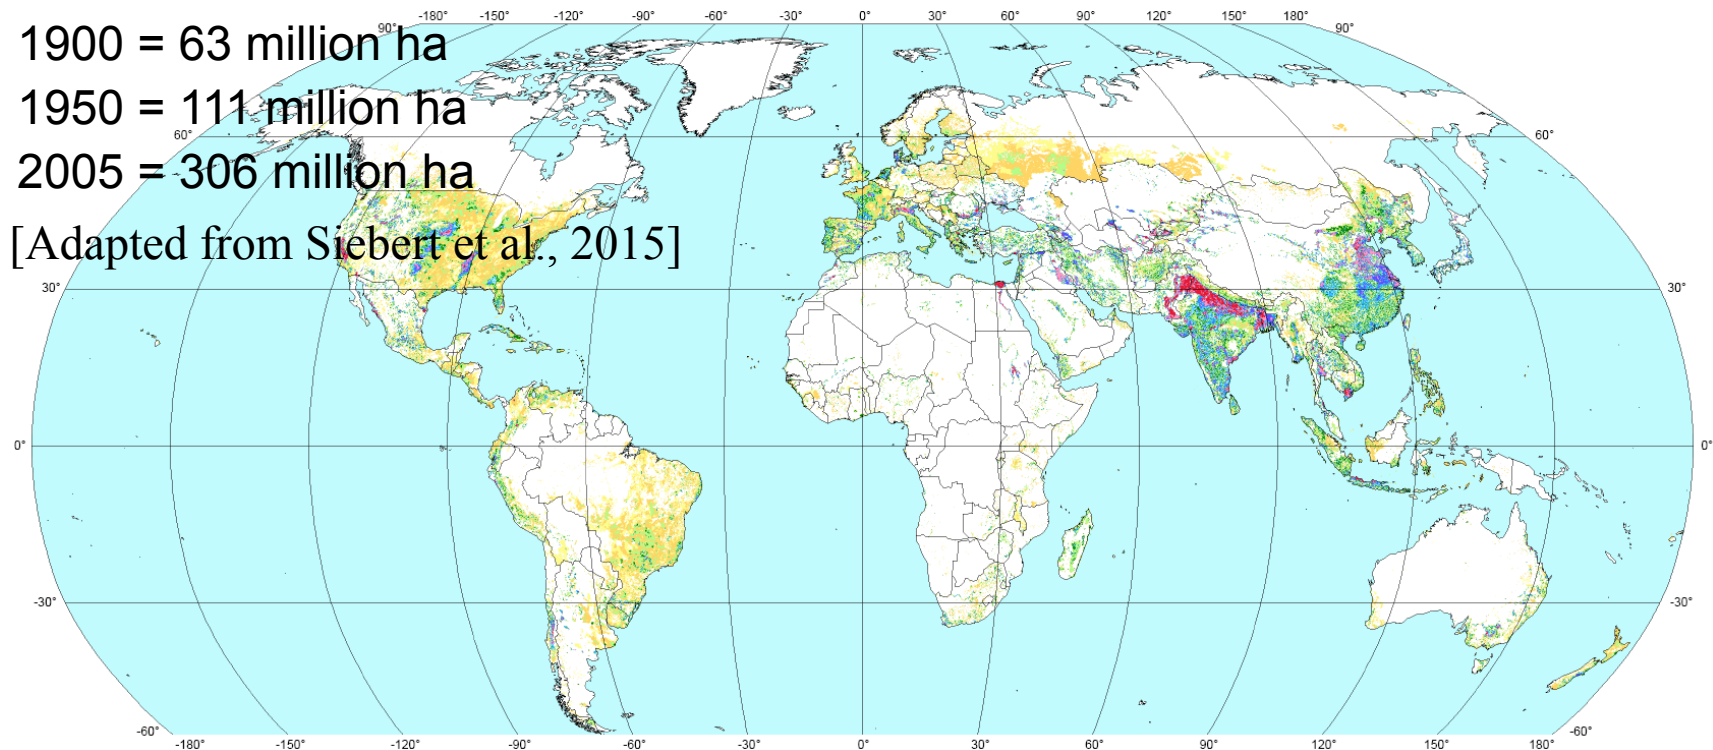 -180° -150° -120° -90° -60° -30° 0° 30° 60° 90° 120° 150° 180°
90° 90°
1900 = 63 million ha
1950 = 111 million ha
60° 60°
2005 = 306 million ha
[Adapted from Siebert et al., 2015]
30° 30°
0° 0°
-30° -30°
-60° -60°
-180° -150° -120° -90° -60° -30° 0° 30° 60° 90° 120° 150° 180°